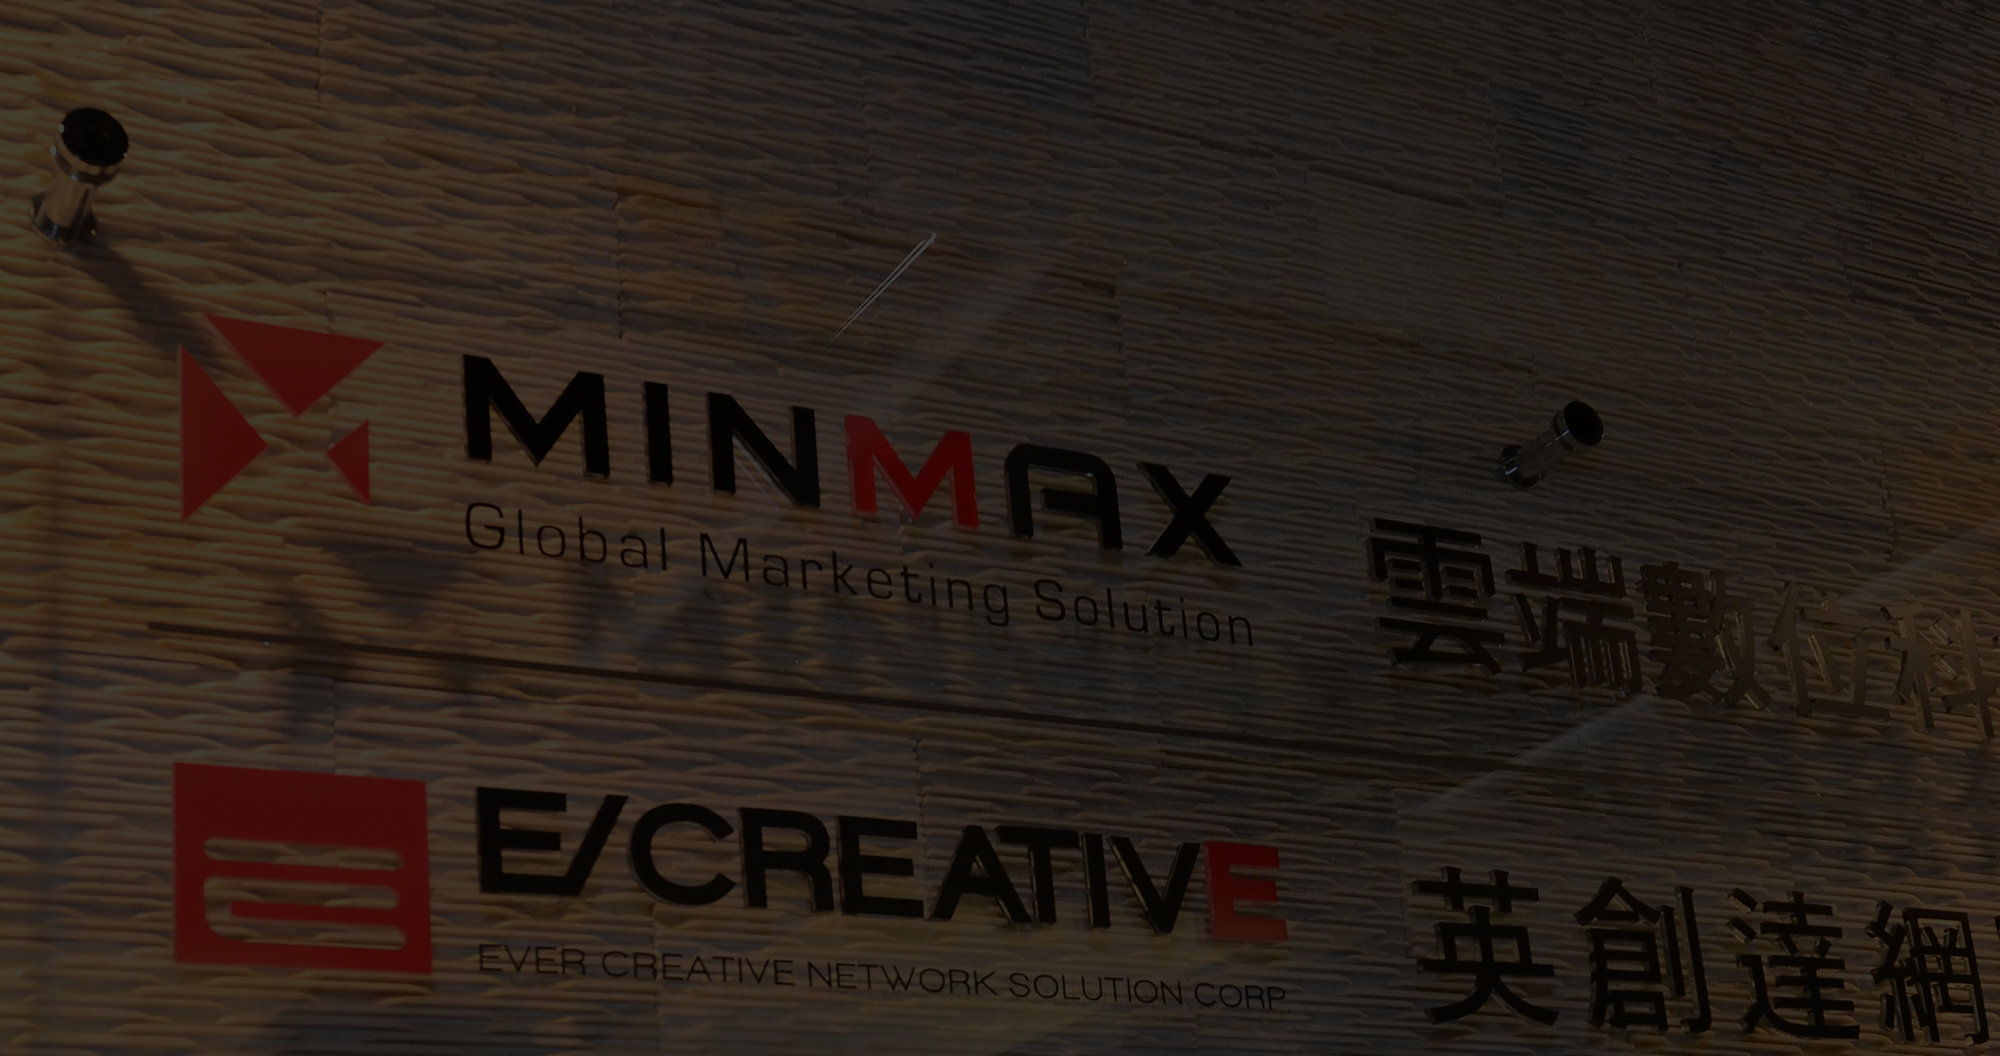 MINMAX
Global Marketing Solution
雲端數位科
E/CREATIVE
EVER CREATIVE NETWORK SOLUTION CORP.
英創達網